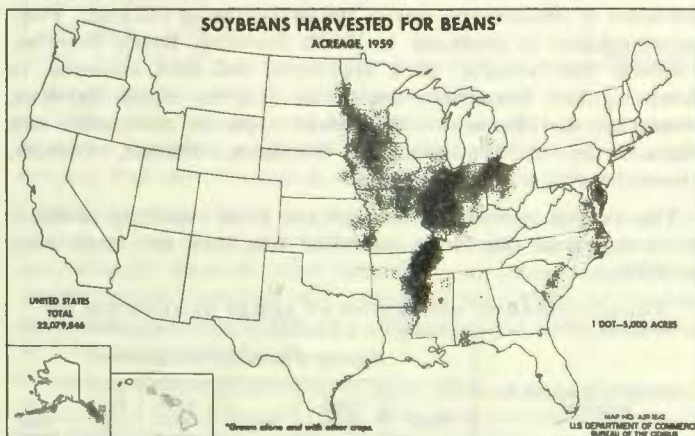 SOYBEANS HARVESTED FOR BEANS*
ACREAGE, 1959
UNITED STATES
TOTAL
22,079,846
1 DOT—5,000 ACRES
*Grown alone and with other crops.
MAP NO. A59-1642
U.S. DEPARTMENT OF COMMERCE
BUREAU OF THE CENSUS